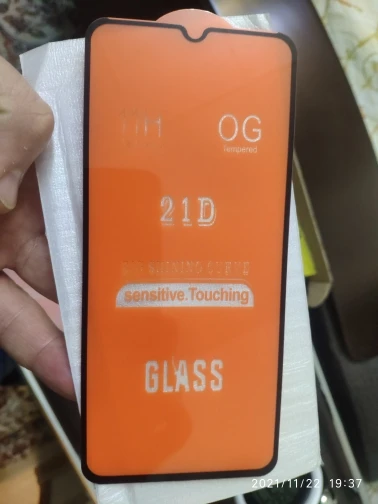 OG
Tempered
21D
sensitive.Touching
GLASS
2021/11/22 19:37